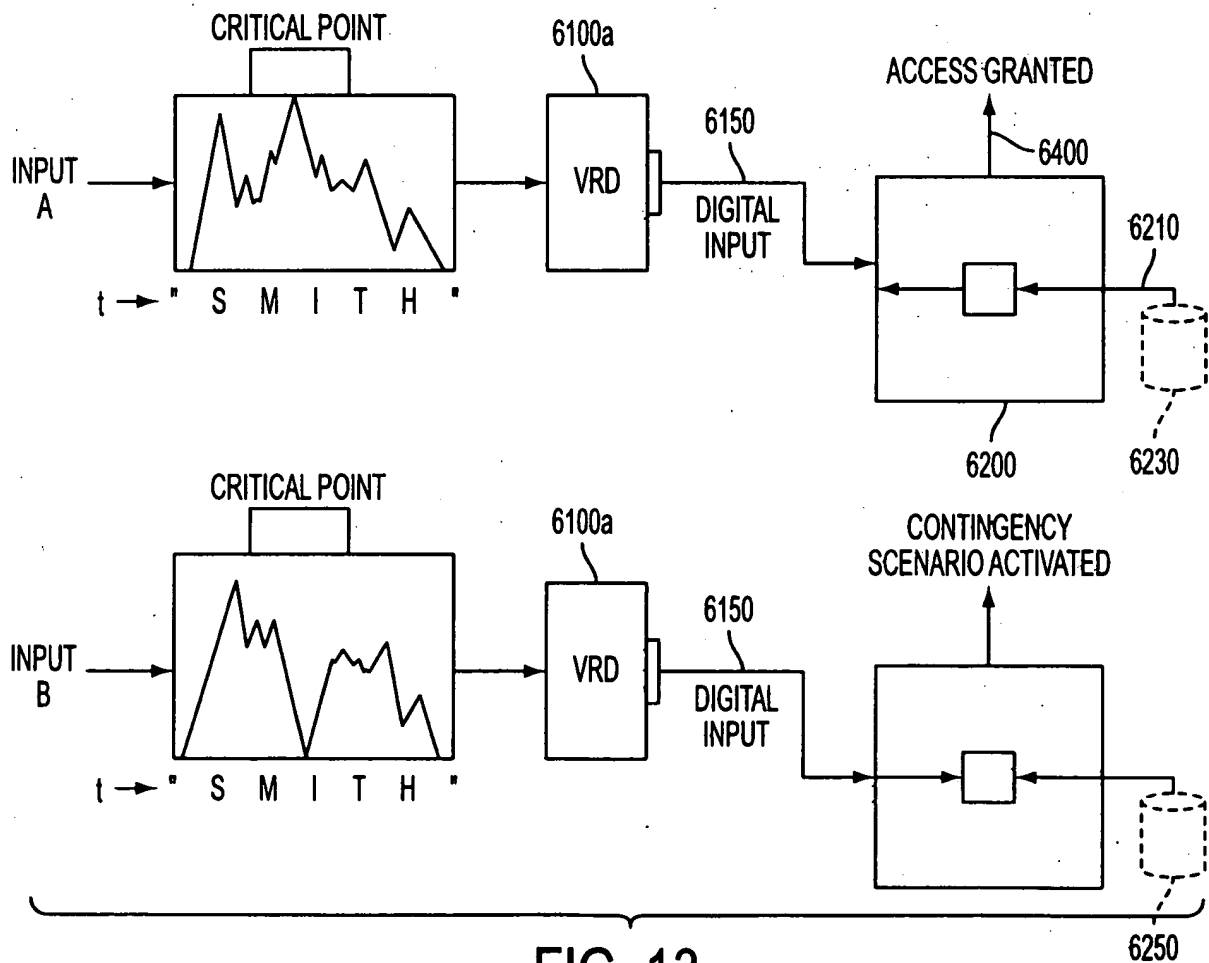 CRITICAL POINT
6100a
ACCESS GRANTED
INPUT
A
VRD
6150
DIGITAL
INPUT
6400
6210
t → " S M I T H "
6200
6230
CRITICAL POINT
6100a
CONTINGENCY
SCENARIO ACTIVATED
INPUT
B
VRD
6150
DIGITAL
INPUT
t → " S M I T H "
6250